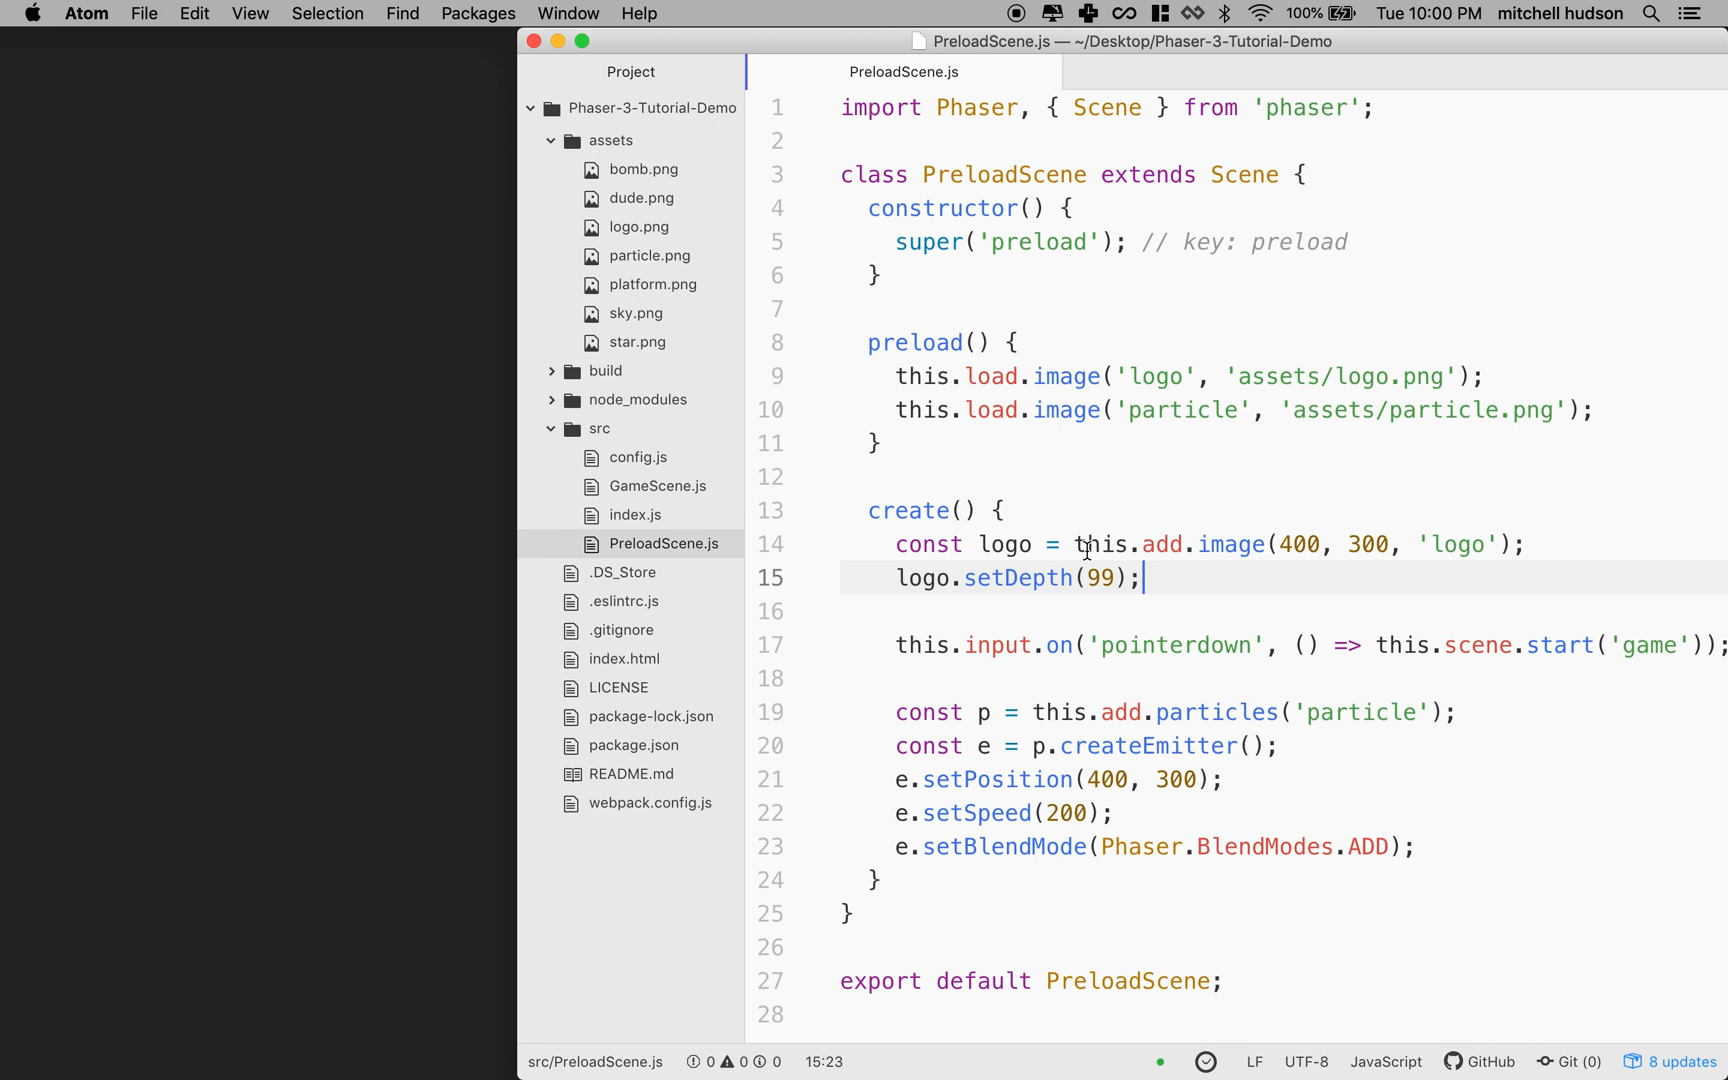 Atom File Edit View Selection Find Packages Window Help 100% Tue 10:00 PM mitchell hudson
PreloadScene.js — ~/Desktop/Phaser-3-Tutorial-Demo
Project
Phaser-3-Tutorial-Demo
assets
bomb.png
dude.png
logo.png
particle.png
platform.png
sky.png
star.png
build
node_modules
src
config.js
GameScene.js
index.js
PreloadScene.js
.DS_Store
.eslintrc.js
.gitignore
index.html
LICENSE
package-lock.json
package.json
README.md
webpack.config.js
PreloadScene.js
1 import Phaser, { Scene } from 'phaser';
2
3 class PreloadScene extends Scene {
4 constructor() {
5 super('preload'); // key: preload
6 }
7
8 preload() {
9 this.load.image('logo', 'assets/logo.png');
10 this.load.image('particle', 'assets/particle.png');
11 }
12
13 create() {
14 const logo = this.add.image(400, 300, 'logo');
15 logo.setDepth(99);
16
17 this.input.on('pointerdown', () => this.scene.start('game'));
18
19 const p = this.add.particles('particle');
20 const e = p.createEmitter();
21 e.setPosition(400, 300);
22 e.setSpeed(200);
23 e.setBlendMode(Phaser.BlendModes.ADD);
24 }
25 }
26
27 export default PreloadScene;
28
src/PreloadScene.js 0 0 0 15:23 LF UTF-8 JavaScript GitHub Git (0) 8 updates